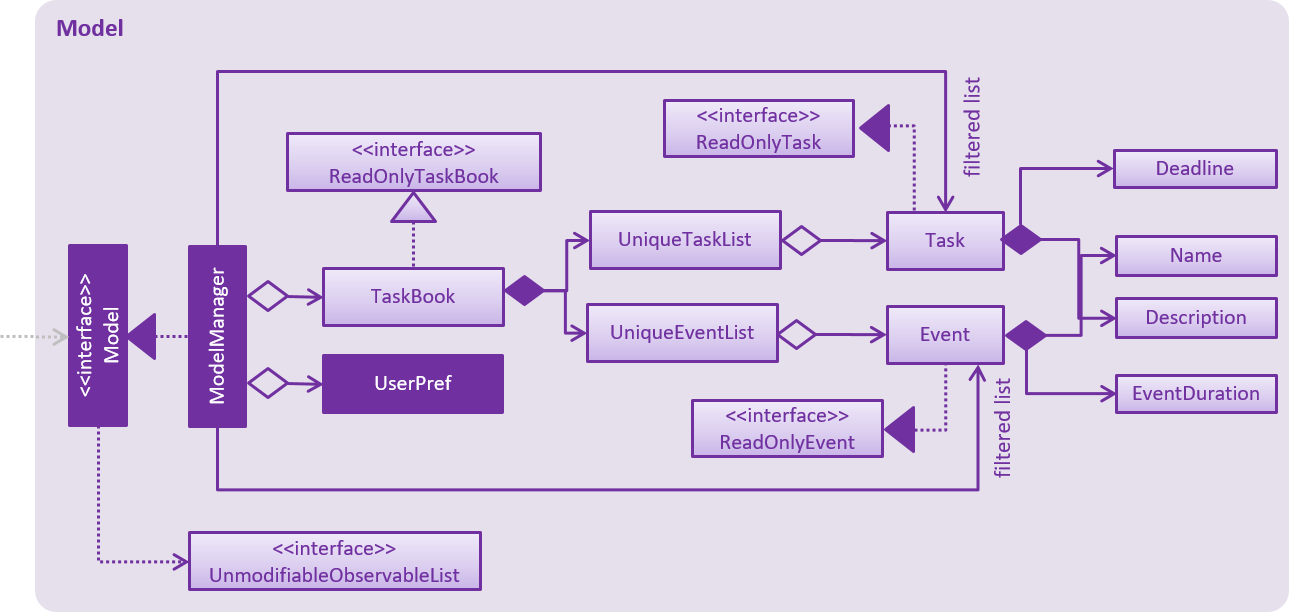 Model
<<interface>>
ReadOnlyTask
filtered list
<<interface>>
ReadOnlyTaskBook
Deadline
UniqueTaskList
Task
Name
<<interface>>
Model
ModelManager
TaskBook
UniqueEventList
Event
Description
UserPref
EventDuration
<<interface>>
ReadOnlyEvent
filtered list
<<interface>>
UnmodifiableObservableList